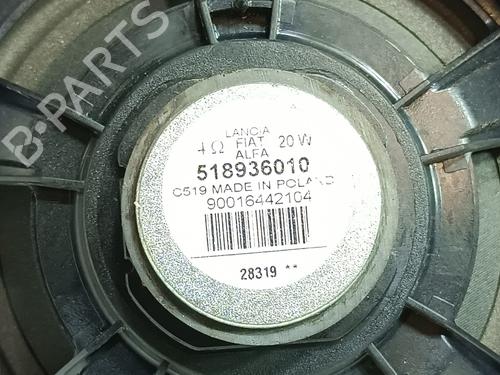 B-PARTS
LANCIA
4 Ω FIAT 20 W
ALFA
518936010
C519 MADE IN POLAND
90016442104
28319 **